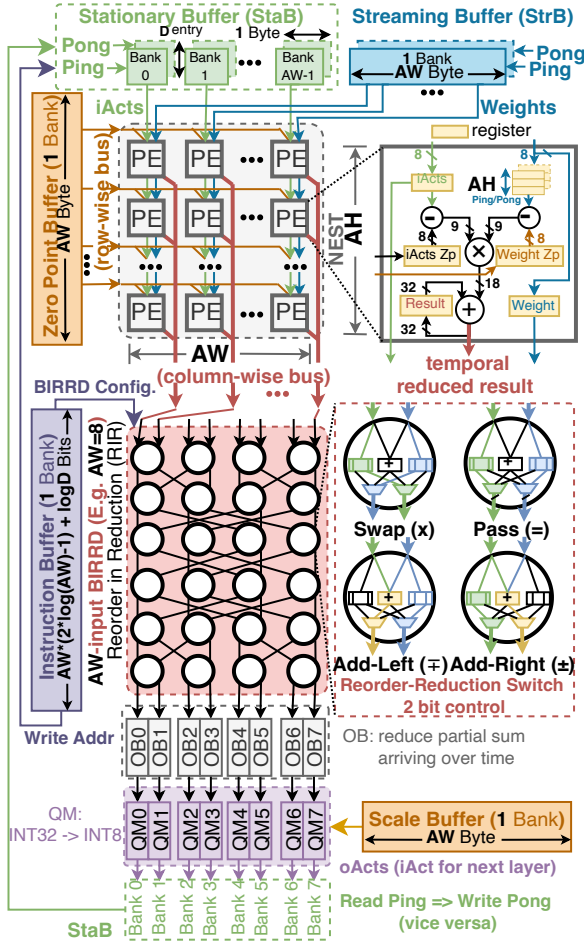 Stationary Buffer (StaB)
Streaming Buffer (StrB)
Pong
Ping
D entry
1 Byte
Bank 0
Bank 1
•••
Bank AW-1
1 Bank
AW Byte
Pong
Ping
iActs
•••
Weights
Zero Point Buffer (1 Bank)
AW Byte
(row-wise bus)
PE PE ••• PE
PE PE ••• PE
••• ••• •••
PE PE ••• PE
NEST
AH
AW
(column-wise bus)
•••
register
8
8
iActs
AH
Ping/Pong
− −
8 9 9 8
×
iActs Zp
Weight Zp
32
18
Result
+
Weight
32
temporal
reduced result
BIRRD Config.
Instruction Buffer (1 Bank)
AW*(2*log(AW)-1) + logD Bits
Write Addr
AW-input BIRRD (E.g. AW=8)
Reorder in Reduction (RIR)
+ +
Swap (x) Pass (=)
+ +
Add-Left (∓) Add-Right (±)
Reorder-Reduction Switch
2 bit control
OB0 OB1 OB2 OB3 OB4 OB5 OB6 OB7
OB: reduce partial sum
arriving over time
QM:
INT32 -> INT8
QM0 QM1 QM2 QM3 QM4 QM5 QM6 QM7
Scale Buffer (1 Bank)
AW Byte
oActs (iAct for next layer)
StaB
Bank 0 Bank 1 Bank 2 Bank 3 Bank 4 Bank 5 Bank 6 Bank 7
Read Ping => Write Pong
(vice versa)